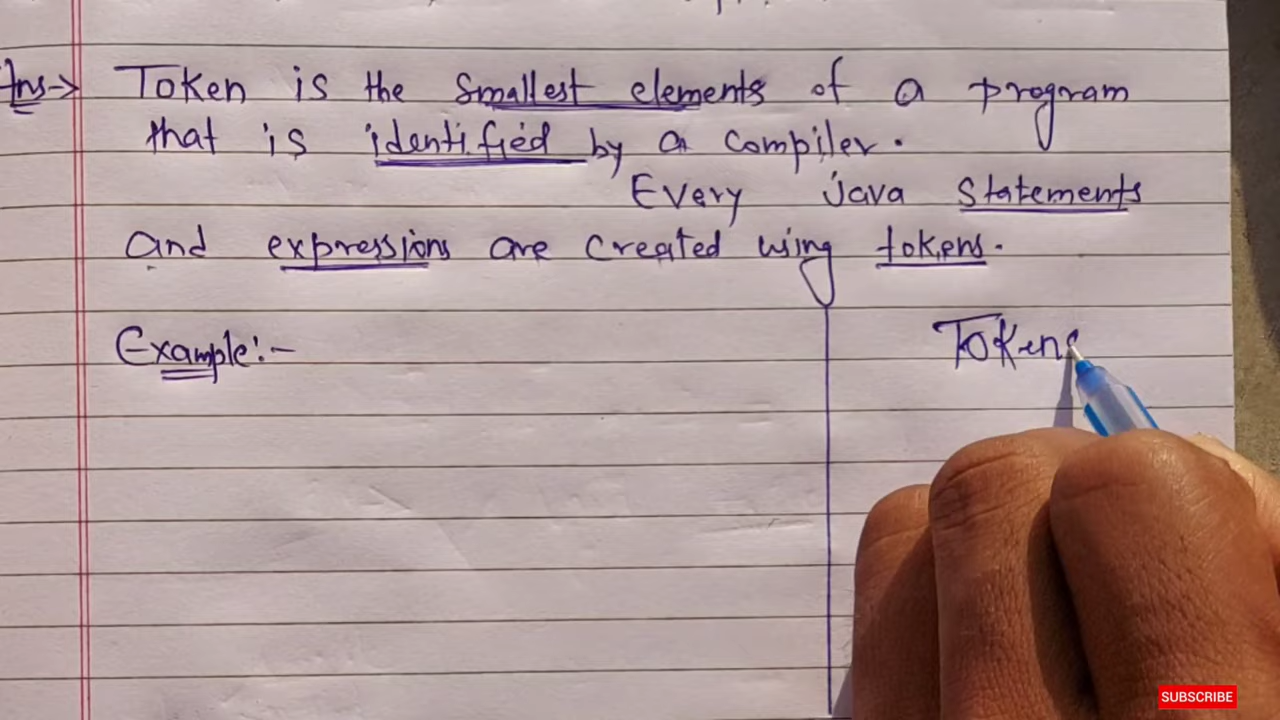 Ans->
Token is the smallest elements of a program
that is identified by a compiler.
Every java statements
and expressions are created using tokens.
Example:-
Tokens
SUBSCRIBE